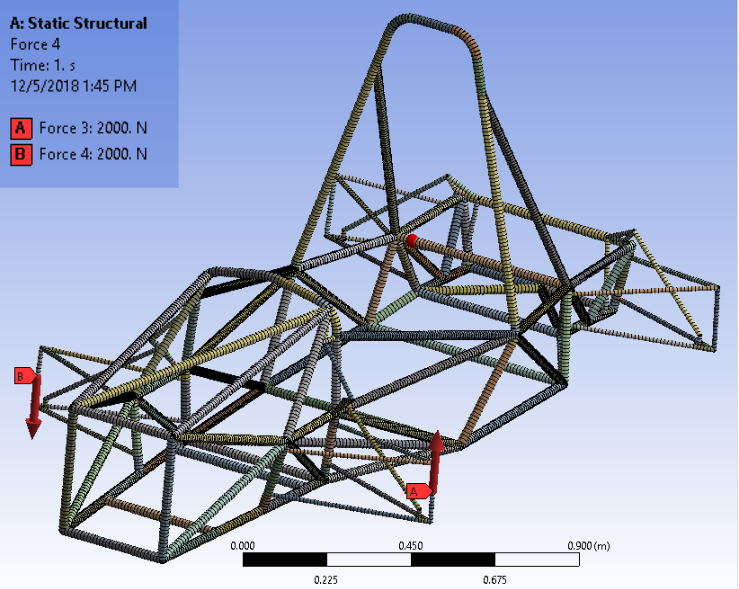 A: Static Structural
Force 4
Time: 1. s
12/5/2018 1:45 PM
A Force 3: 2000. N
B Force 4: 2000. N
B
A
0.000 0.450 0.900 (m)
0.225 0.675